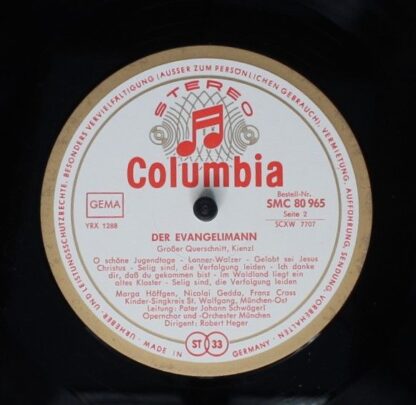 URHEBER- UND LEISTUNGSSCHUTZRECHTE, BESONDERS VERVIELFÄLTIGUNG (AUSSER ZUM PERSÖNLICHEN GEBRAUCH), VERMIETUNG, AUFFÜHRUNG, SENDUNG, VORBEHALTEN ·
STEREO
Columbia
GEMA
YRX 1288
Bestell-Nr.
SMC 80 965
Seite 2
SCXW 7707
DER EVANGELIMANN
Großer Querschnitt, Kienzl
O schöne Jugendtage - Lanner-Walzer - Gelobt sei Jesus
Christus - Selig sind, die Verfolgung leiden - Ich danke
dir, daß du gekommen bist - im Waldland liegt ein
altes Kloster - Selig sind, die Verfolgung leiden
Marga Höffgen, Nicolai Gedda, Franz Crass
Kinder-Singkreis St. Wolfgang, München-Ost
Leitung: Pater Johann Schwögerl
Opernchor und -Orchester München
Dirigent: Robert Heger
MADE IN
ST 33
GERMANY